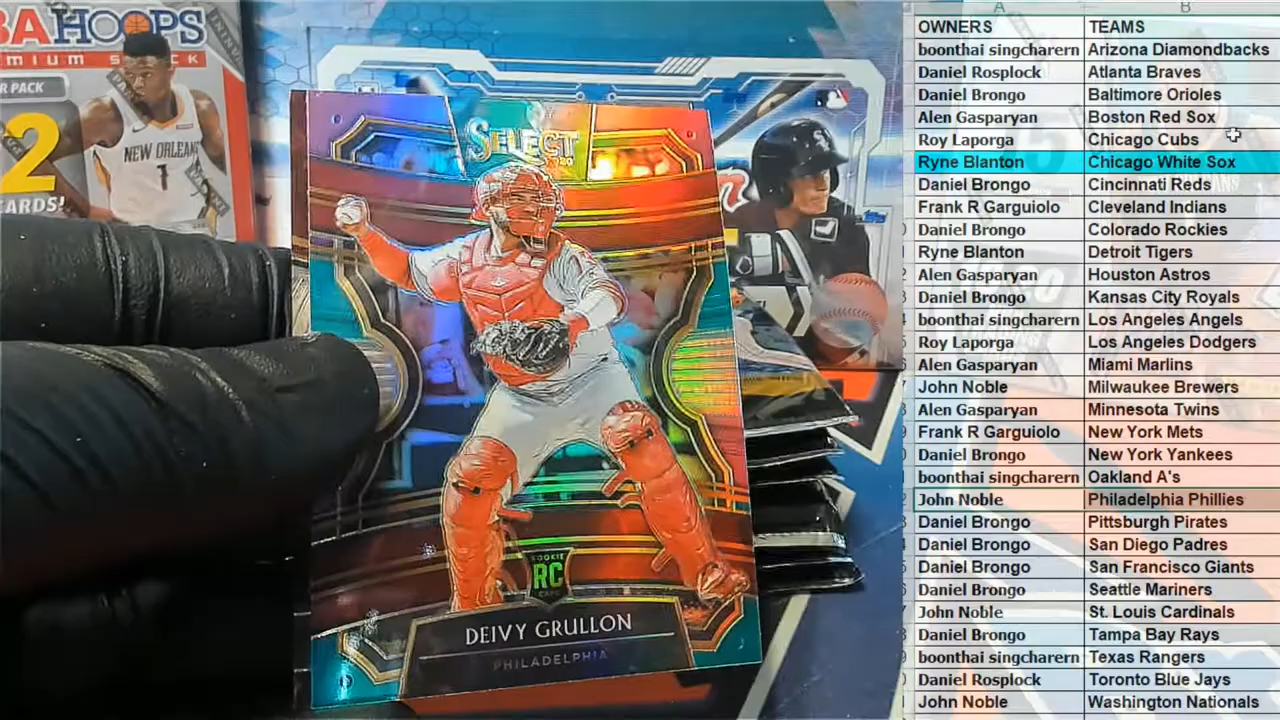 BA HOOPS
MIUM STOCK
R PACK
2
CARDS!
NEW ORLEANS
1
SELECT
2020
ROOKIE
RC
CARD
DEIVY GRULLON
PHILADELPHIA
A B
OWNERS TEAMS
boonthai singcharern Arizona Diamondbacks
Daniel Rosplock Atlanta Braves
Daniel Brongo Baltimore Orioles
Alen Gasparyan Boston Red Sox
Roy Laporga Chicago Cubs
Ryne Blanton Chicago White Sox
Daniel Brongo Cincinnati Reds
Frank R Garguiolo Cleveland Indians
Daniel Brongo Colorado Rockies
Ryne Blanton Detroit Tigers
Alen Gasparyan Houston Astros
Daniel Brongo Kansas City Royals
boonthai singcharern Los Angeles Angels
Roy Laporga Los Angeles Dodgers
Alen Gasparyan Miami Marlins
John Noble Milwaukee Brewers
Alen Gasparyan Minnesota Twins
Frank R Garguiolo New York Mets
Daniel Brongo New York Yankees
boonthai singcharern Oakland A's
John Noble Philadelphia Phillies
Daniel Brongo Pittsburgh Pirates
Daniel Brongo San Diego Padres
Daniel Brongo San Francisco Giants
Daniel Brongo Seattle Mariners
John Noble St. Louis Cardinals
Daniel Brongo Tampa Bay Rays
boonthai singcharern Texas Rangers
Daniel Rosplock Toronto Blue Jays
John Noble Washington Nationals